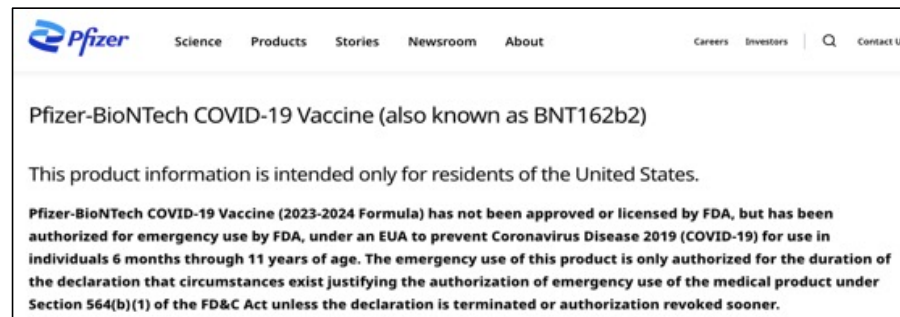 Pfizer Science Products Stories Newsroom About Careers Investors Contact U
Pfizer-BioNTech COVID-19 Vaccine (also known as BNT162b2)
This product information is intended only for residents of the United States.
Pfizer-BioNTech COVID-19 Vaccine (2023-2024 Formula) has not been approved or licensed by FDA, but has been
authorized for emergency use by FDA, under an EUA to prevent Coronavirus Disease 2019 (COVID-19) for use in
individuals 6 months through 11 years of age. The emergency use of this product is only authorized for the duration of
the declaration that circumstances exist justifying the authorization of emergency use of the medical product under
Section 564(b)(1) of the FD&C Act unless the declaration is terminated or authorization revoked sooner.